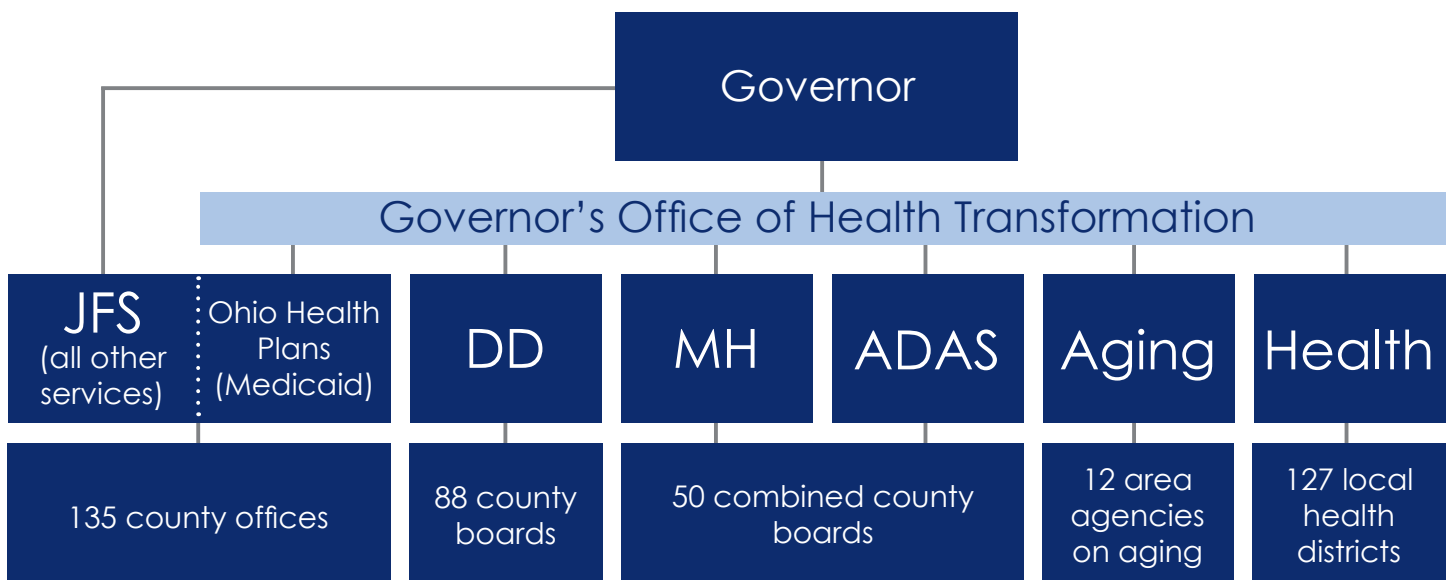 Governor
Governor’s Office of Health Transformation
JFS
(all other
services)
Ohio Health
Plans
(Medicaid)
DD
MH
ADAS
Aging
Health
135 county offices
88 county
boards
50 combined county
boards
12 area
agencies
on aging
127 local
health
districts